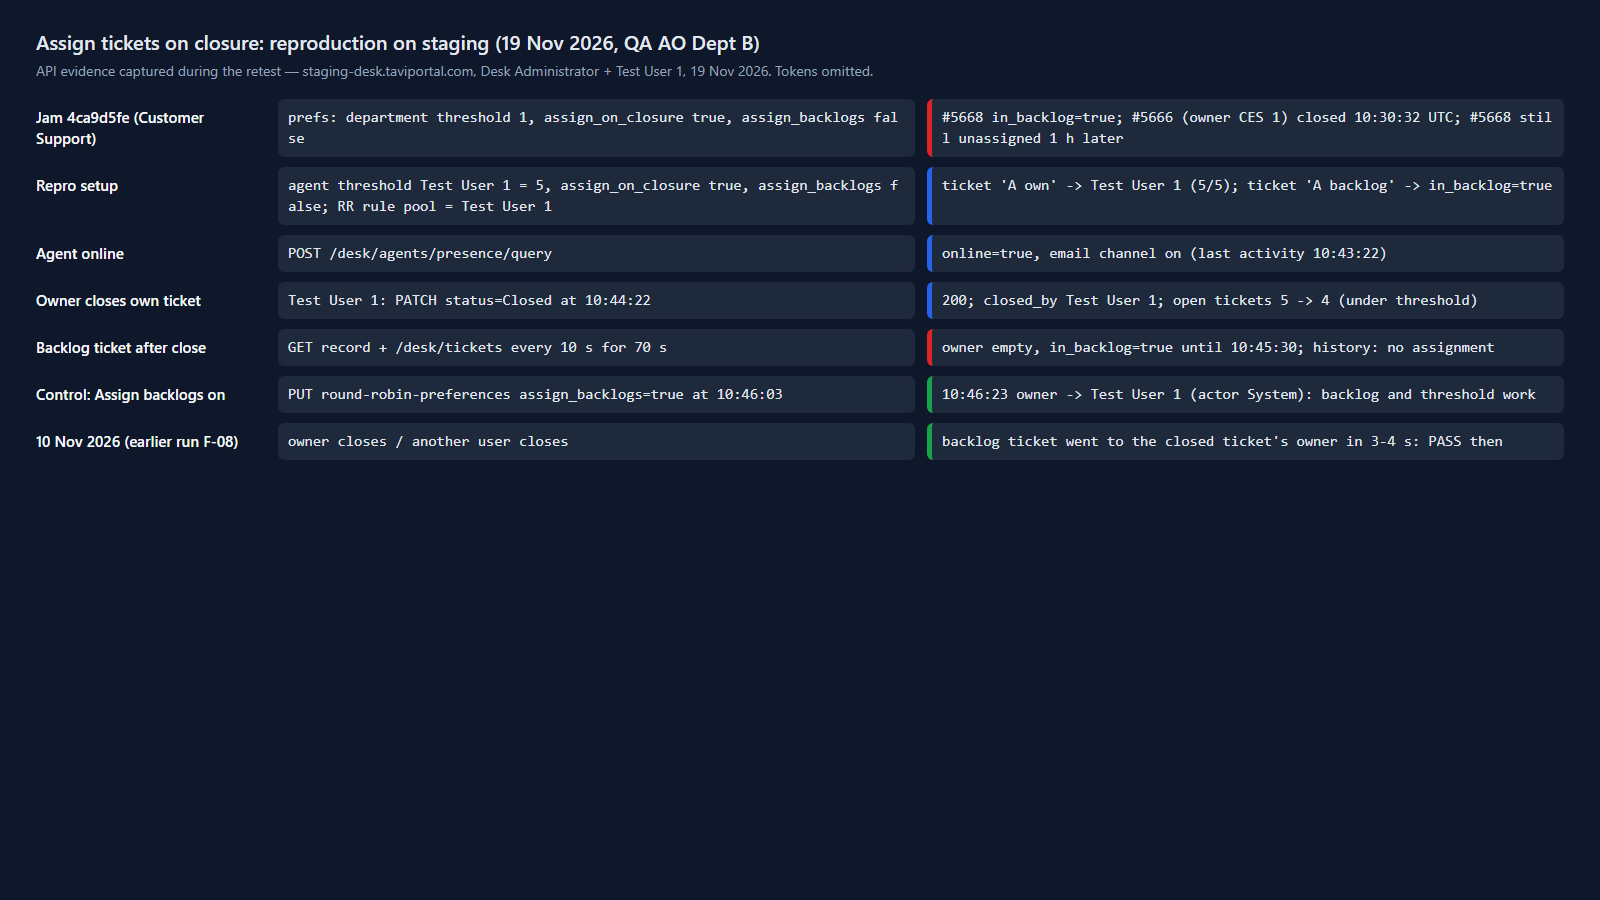 Assign tickets on closure: reproduction on staging (19 Nov 2026, QA AO Dept B)
API evidence captured during the retest — staging-desk.taviportal.com, Desk Administrator + Test User 1, 19 Nov 2026. Tokens omitted.
Jam 4ca9d5fe (Customer
Support)
prefs: department threshold 1, assign_on_closure true, assign_backlogs fal
se
#5668 in_backlog=true; #5666 (owner CES 1) closed 10:30:32 UTC; #5668 stil
l unassigned 1 h later
Repro setup
agent threshold Test User 1 = 5, assign_on_closure true, assign_backlogs f
alse; RR rule pool = Test User 1
ticket 'A own' -> Test User 1 (5/5); ticket 'A backlog' -> in_backlog=true
Agent online
POST /desk/agents/presence/query
online=true, email channel on (last activity 10:43:22)
Owner closes own ticket
Test User 1: PATCH status=Closed at 10:44:22
200; closed_by Test User 1; open tickets 5 -> 4 (under threshold)
Backlog ticket after close
GET record + /desk/tickets every 10 s for 70 s
owner empty, in_backlog=true until 10:45:30; history: no assignment
Control: Assign backlogs on
PUT round-robin-preferences assign_backlogs=true at 10:46:03
10:46:23 owner -> Test User 1 (actor System): backlog and threshold work
10 Nov 2026 (earlier run F-08)
owner closes / another user closes
backlog ticket went to the closed ticket's owner in 3-4 s: PASS then